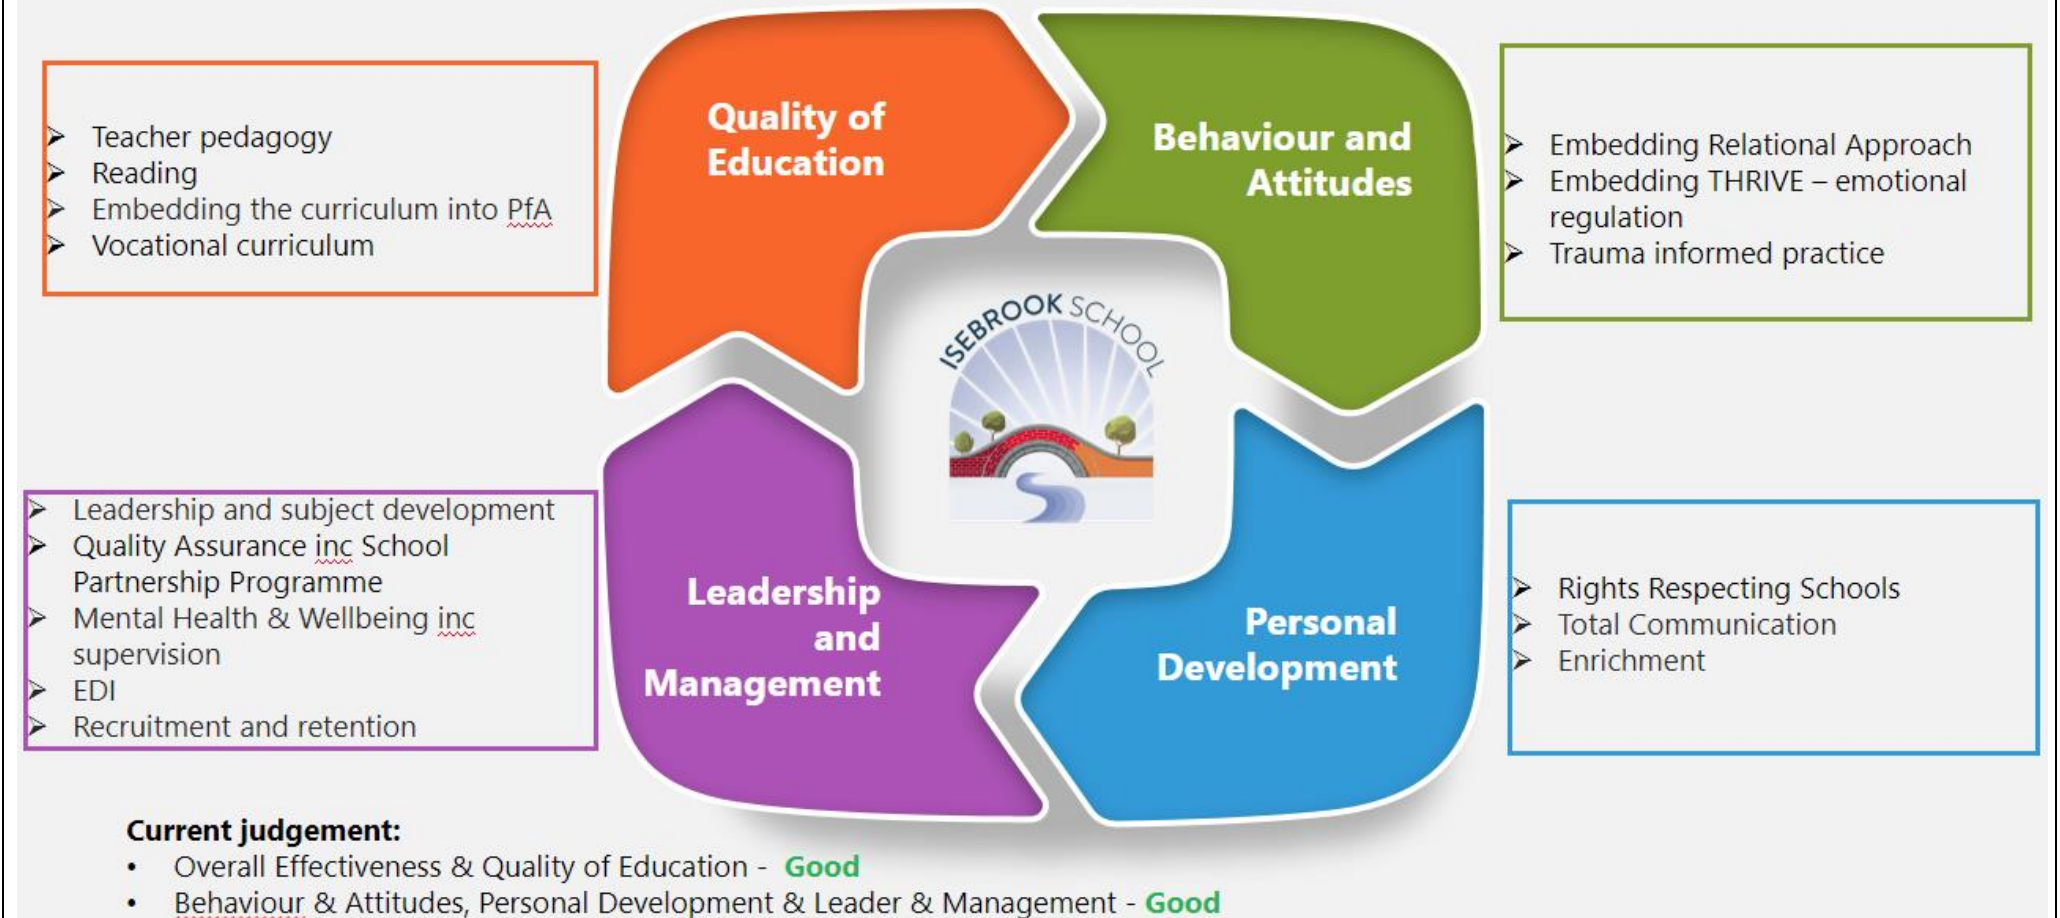 Quality of
Education
➢ Teacher pedagogy
➢ Reading
➢ Embedding the curriculum into PfA
➢ Vocational curriculum
Behaviour and
Attitudes
➢ Embedding Relational Approach
➢ Embedding THRIVE – emotional
regulation
➢ Trauma informed practice
ISEBROOK SCHOOL
Leadership
and
Management
➢ Leadership and subject development
➢ Quality Assurance inc School
Partnership Programme
➢ Mental Health & Wellbeing inc
supervision
➢ EDI
➢ Recruitment and retention
Personal
Development
➢ Rights Respecting Schools
➢ Total Communication
➢ Enrichment
Current judgement:
• Overall Effectiveness & Quality of Education - Good
• Behaviour & Attitudes, Personal Development & Leader & Management - Good